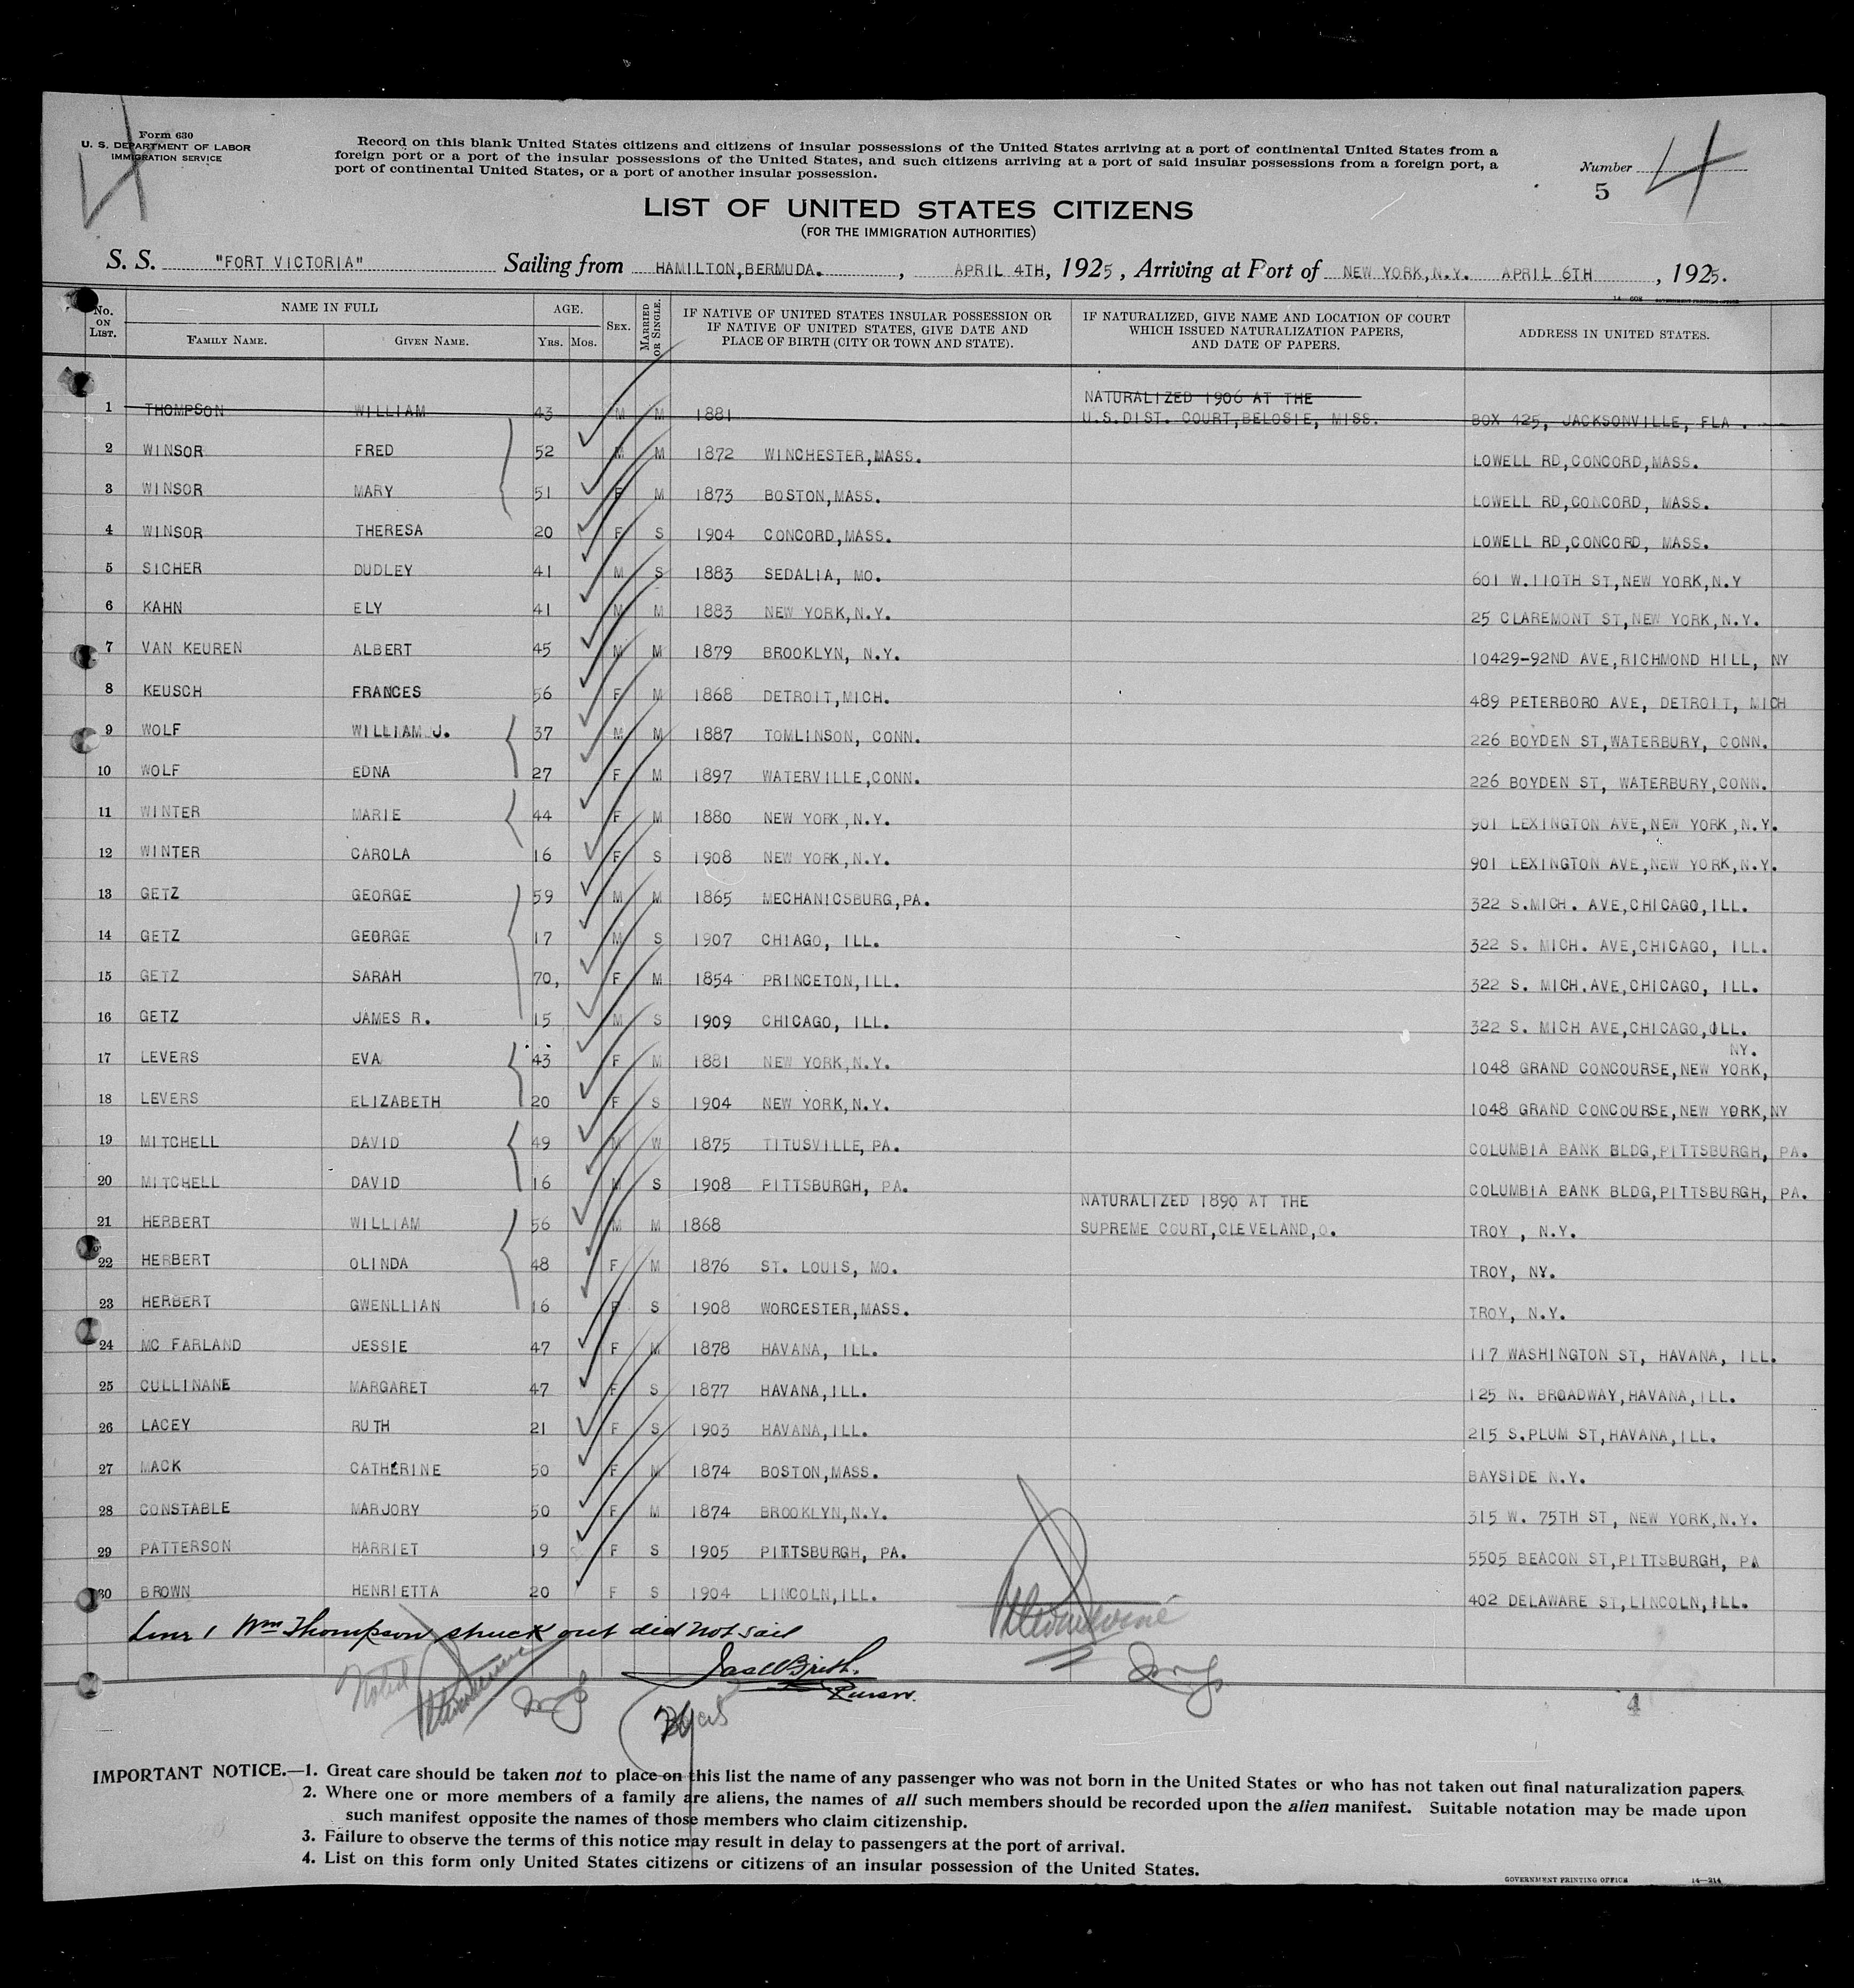 Form 630
U. S. DEPARTMENT OF LABOR
IMMIGRATION SERVICE
Record on this blank United States citizens and citizens of insular possessions of the United States arriving at a port of continental United States from a
foreign port or a port of the insular possessions of the United States, and such citizens arriving at a port of said insular possessions from a foreign port, a
port of continental United States, or a port of another insular possession.
Number 4
5
LIST OF UNITED STATES CITIZENS
(FOR THE IMMIGRATION AUTHORITIES)
S. S. "FORT VICTORIA" Sailing from HAMILTON,BERMUDA. , APRIL 4TH, 1925, Arriving at Port of NEW YORK,N.Y. APRIL 6TH , 1925.
No. ON LIST. NAME IN FULL AGE. SEX. MARRIED OR SINGLE. IF NATIVE OF UNITED STATES INSULAR POSSESSION OR IF NATIVE OF UNITED STATES, GIVE DATE AND PLACE OF BIRTH (CITY OR TOWN AND STATE). IF NATURALIZED, GIVE NAME AND LOCATION OF COURT WHICH ISSUED NATURALIZATION PAPERS, AND DATE OF PAPERS. ADDRESS IN UNITED STATES.
FAMILY NAME. GIVEN NAME. YRS. MOS.
NATURALIZED 1906 AT THE
1 THOMPSON WILLIAM 43 M M 1881 U.S.DIST. COURT,BELOSIE, MISS. BOX 425, JACKSONVILLE, FLA .
2 WINSOR FRED 52 M M 1872 WINCHESTER,MASS. LOWELL RD,CONCORD,MASS.
3 WINSOR MARY 51 F M 1873 BOSTON,MASS. LOWELL RD,CONCORD, MASS.
4 WINSOR THERESA 20 F S 1904 CONCORD,MASS. LOWELL RD,CONCORD, MASS.
5 SICHER DUDLEY 41 M S 1883 SEDALIA, MO. 601 W.110TH ST,NEW YORK,N.Y
6 KAHN ELY 41 M M 1883 NEW YORK,N.Y. 25 CLAREMONT ST,NEW YORK,N.Y.
7 VAN KEUREN ALBERT 45 M M 1879 BROOKLYN, N.Y. 10429-92ND AVE,RICHMOND HILL, NY
8 KEUSCH FRANCES 56 F M 1868 DETROIT,MICH. 489 PETERBORO AVE, DETROIT, MICH
9 WOLF WILLIAM J. 37 M M 1887 TOMLINSON, CONN. 226 BOYDEN ST,WATERBURY, CONN.
10 WOLF EDNA 27 F M 1897 WATERVILLE,CONN. 226 BOYDEN ST, WATERBURY,CONN.
11 WINTER MARIE 44 F M 1880 NEW YORK,N.Y. 901 LEXINGTON AVE,NEW YORK,N.Y.
12 WINTER CAROLA 16 F S 1908 NEW YORK,N.Y. 901 LEXINGTON AVE,NEW YORK,N.Y.
13 GETZ GEORGE 59 M M 1865 MECHANICSBURG,PA. 322 S.MICH. AVE,CHICAGO,ILL.
14 GETZ GEORGE 17 M S 1907 CHIAGO, ILL. 322 S. MICH. AVE,CHICAGO, ILL.
15 GETZ SARAH 70, F M 1854 PRINCETON,ILL. 322 S. MICH.AVE,CHICAGO, ILL.
16 GETZ JAMES R. 15 M S 1909 CHICAGO, ILL. 322 S. MICH AVE,CHICAGO,ILL.
NY.
17 LEVERS EVA 43 F M 1881 NEW YORK,N.Y. 1048 GRAND CONCOURSE,NEW YORK,
18 LEVERS ELIZABETH 20 F S 1904 NEW YORK,N.Y. 1048 GRAND CONCOURSE,NEW YORK,NY
19 MITCHELL DAVID 49 M W 1875 TITUSVILLE,PA. COLUMBIA BANK BLDG,PITTSBURGH, PA.
20 MITCHELL DAVID 16 M S 1908 PITTSBURGH, PA. COLUMBIA BANK BLDG,PITTSBURGH, PA.
NATURALIZED 1890 AT THE
21 HERBERT WILLIAM 56 M M 1868 SUPREME COURT,CLEVELAND,O. TROY , N.Y.
22 HERBERT OLINDA 48 F M 1876 ST. LOUIS, MO. TROY, NY.
23 HERBERT GWENLLIAN 16 F S 1908 WORCESTER,MASS. TROY, N.Y.
24 MC FARLAND JESSIE 47 F M 1878 HAVANA, ILL. 117 WASHINGTON ST, HAVANA, ILL.
25 CULLINANE MARGARET 47 F S 1877 HAVANA,ILL. 125 N. BROADWAY,HAVANA,ILL.
26 LACEY RUTH 21 F S 1903 HAVANA,ILL. 215 S.PLUM ST,HAVANA,ILL.
27 MACK CATHERINE 50 F M 1874 BOSTON,MASS. BAYSIDE N.Y.
28 CONSTABLE MARJORY 50 F M 1874 BROOKLYN,N.Y. 315 W. 75TH ST, NEW YORK,N.Y.
29 PATTERSON HARRIET 19 F S 1905 PITTSBURGH, PA. 5505 BEACON ST,PITTSBURGH, PA
30 BROWN HENRIETTA 20 F S 1904 LINCOLN,ILL. 402 DELAWARE ST,LINCOLN,ILL.
Line 1 Wm Thompson struck out did not sail
Noted
Purser.
4
IMPORTANT NOTICE.—1. Great care should be taken not to place on this list the name of any passenger who was not born in the United States or who has not taken out final naturalization papers.
2. Where one or more members of a family are aliens, the names of all such members should be recorded upon the alien manifest. Suitable notation may be made upon
such manifest opposite the names of those members who claim citizenship.
3. Failure to observe the terms of this notice may result in delay to passengers at the port of arrival.
4. List on this form only United States citizens or citizens of an insular possession of the United States.
GOVERNMENT PRINTING OFFICE 14—214